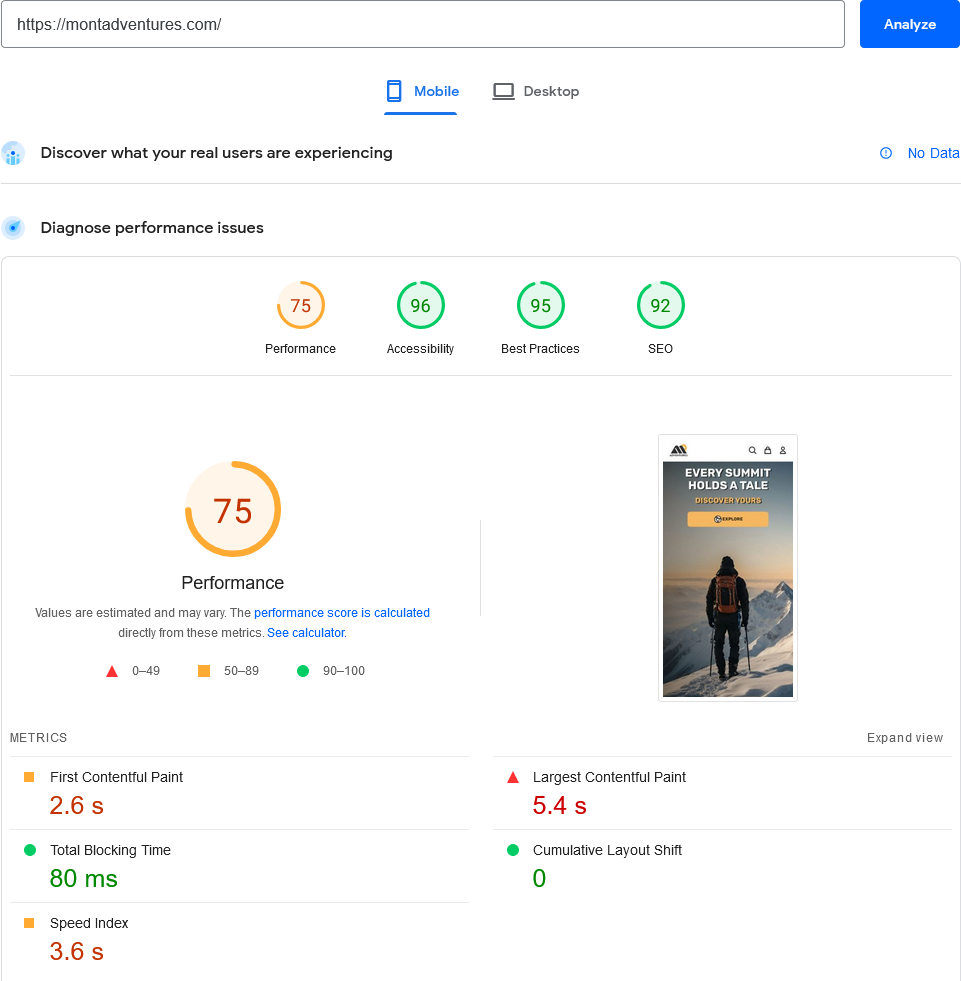 https://montadventures.com/
Analyze
Mobile
Desktop
Discover what your real users are experiencing
No Data
Diagnose performance issues
75
96
95
92
Performance
Accessibility
Best Practices
SEO
75
Performance
Values are estimated and may vary. The performance score is calculated
directly from these metrics. See calculator.
0–49
50–89
90–100
EVERY SUMMIT
HOLDS A TALE
DISCOVER YOURS
EXPLORE
METRICS
Expand view
First Contentful Paint
2.6 s
Largest Contentful Paint
5.4 s
Total Blocking Time
80 ms
Cumulative Layout Shift
0
Speed Index
3.6 s